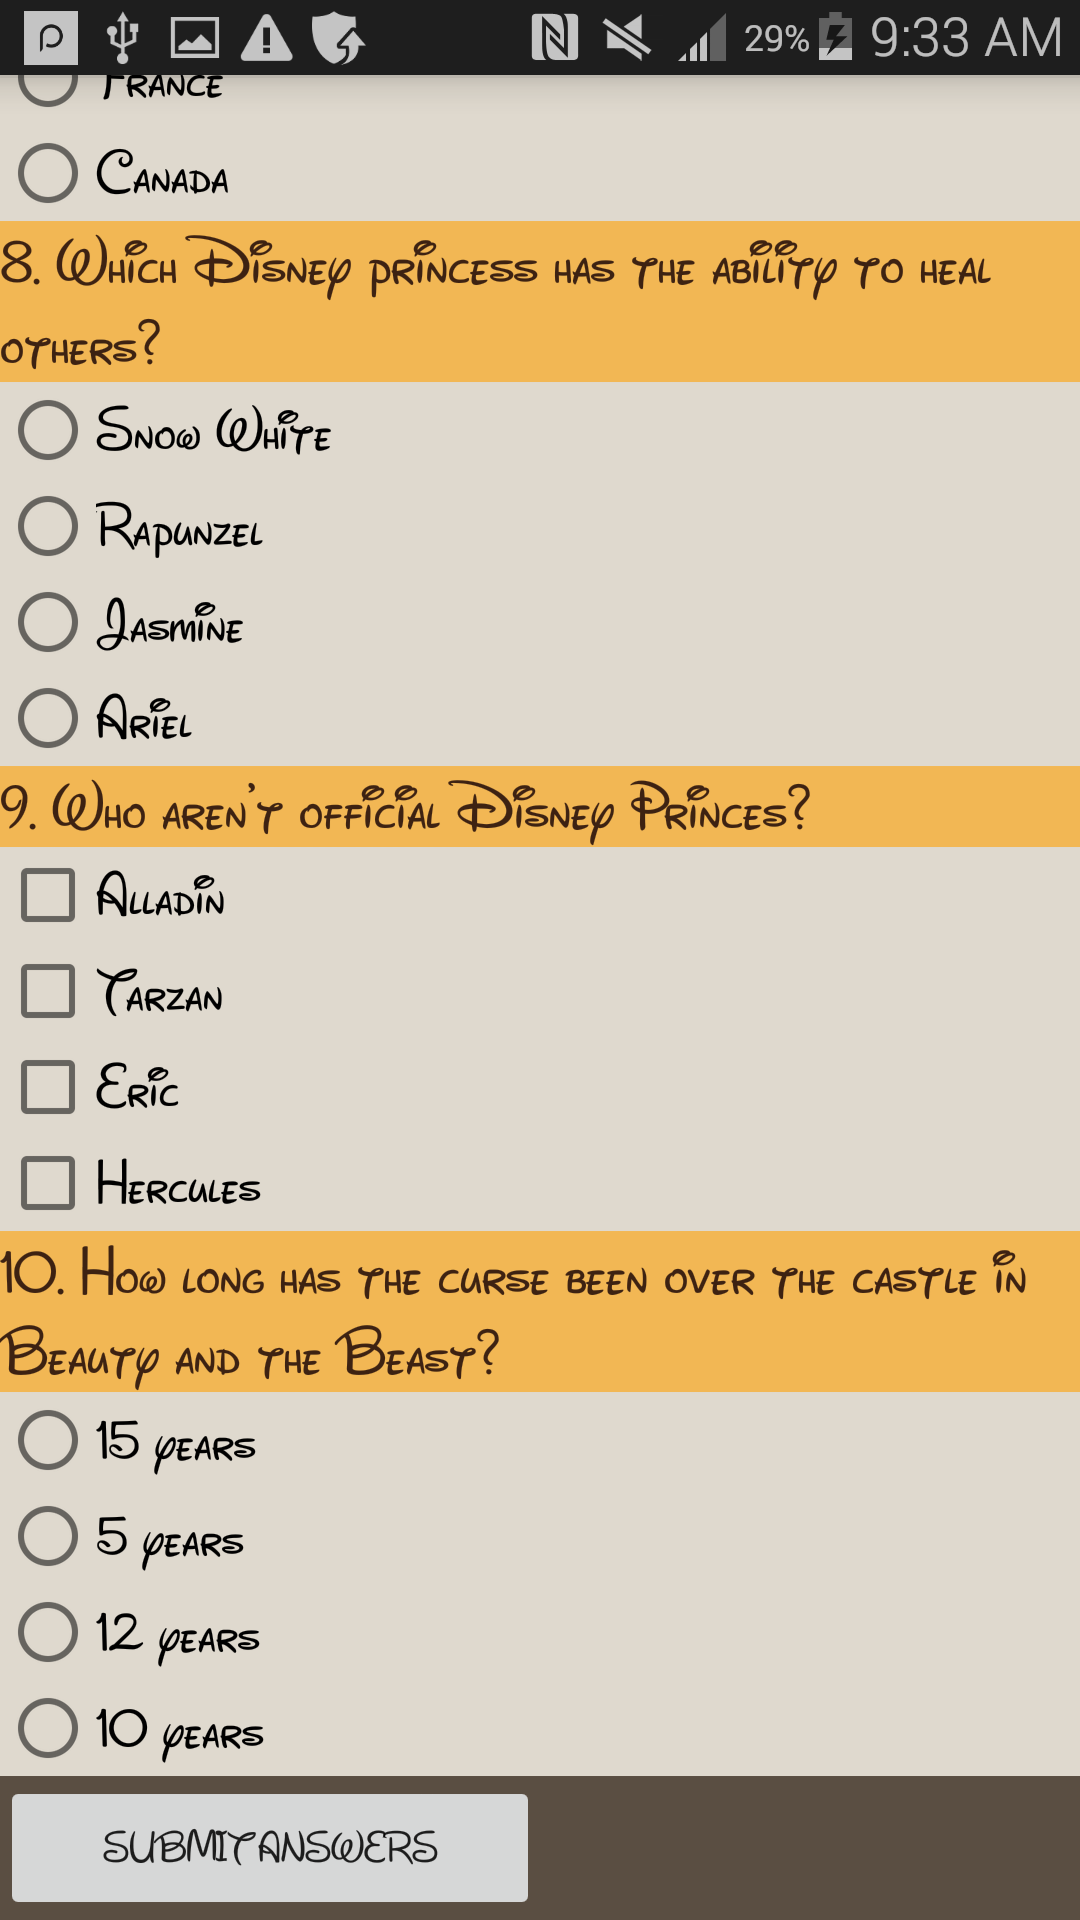 29% 9:33 AM
France
Canada
8. Which Disney princess has the ability to heal
others?
Snow White
Rapunzel
Jasmine
Ariel
9. Who aren't official Disney Princes?
Alladin
Tarzan
Eric
Hercules
10. How long has the curse been over the castle in
Beauty and the Beast?
15 years
5 years
12 years
10 years
SUBMIT ANSWERS